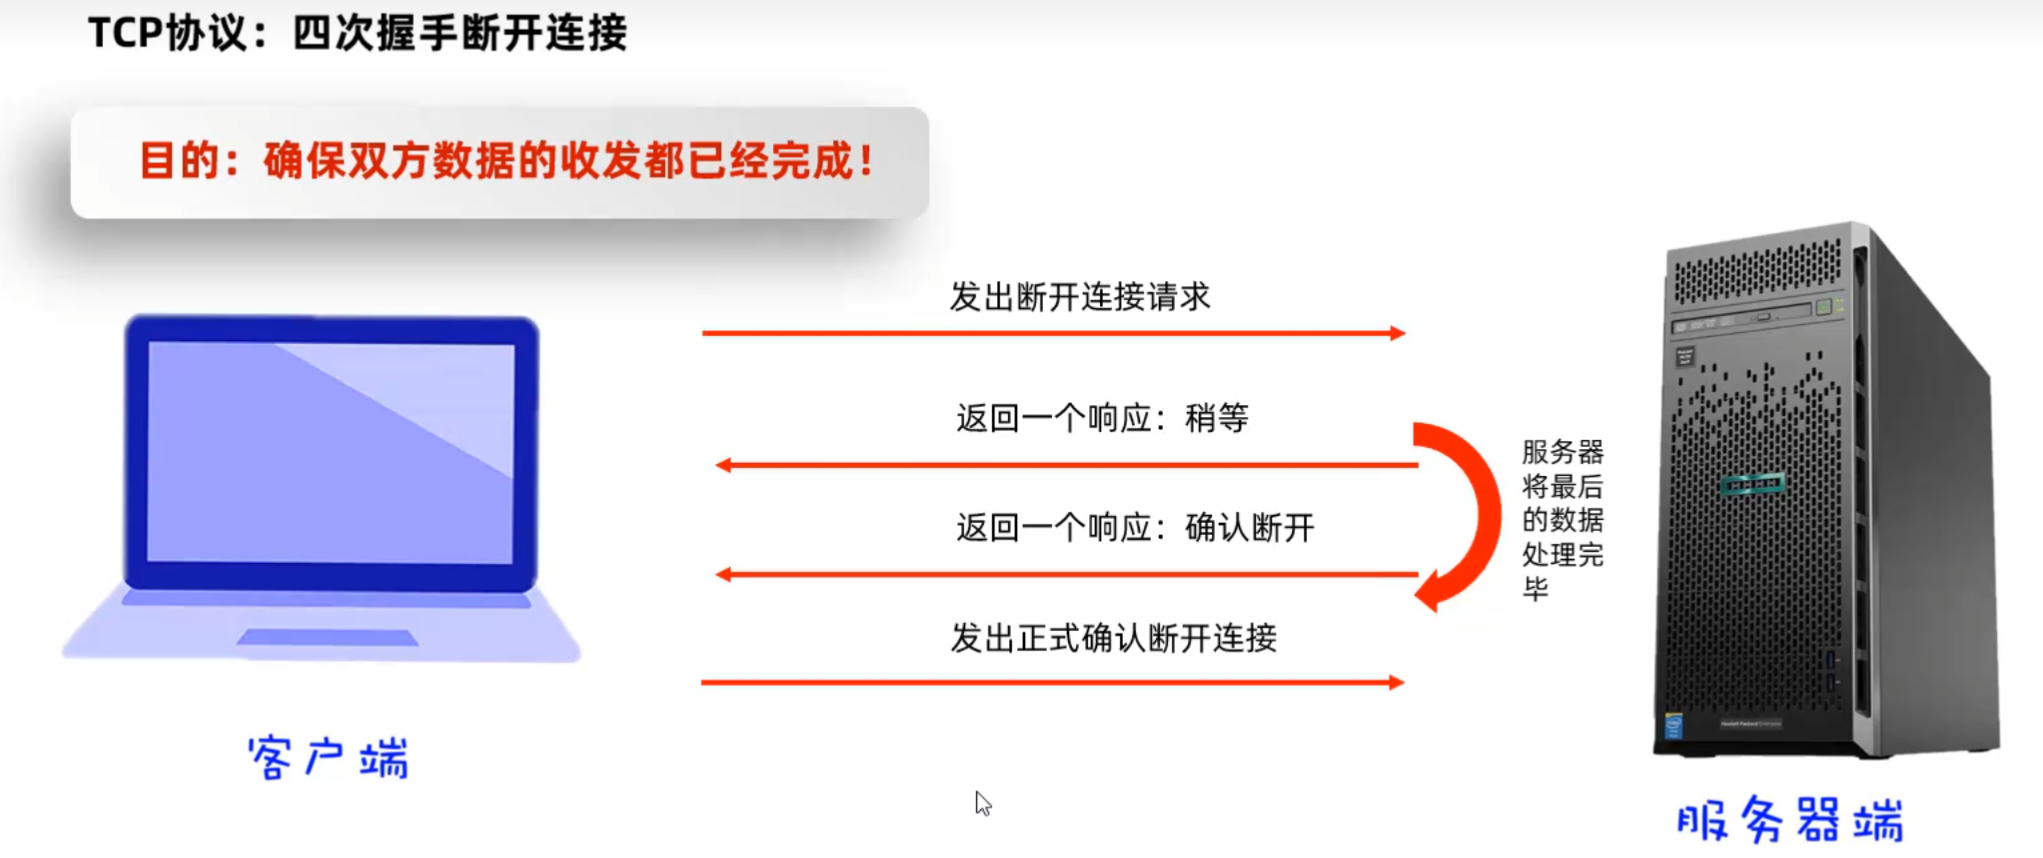 TCP协议：四次握手断开连接
目的：确保双方数据的收发都已经完成！
发出断开连接请求
返回一个响应：稍等
返回一个响应：确认断开
发出正式确认断开连接
服务器
将最后
的数据
处理完
毕
客户端
服务器端